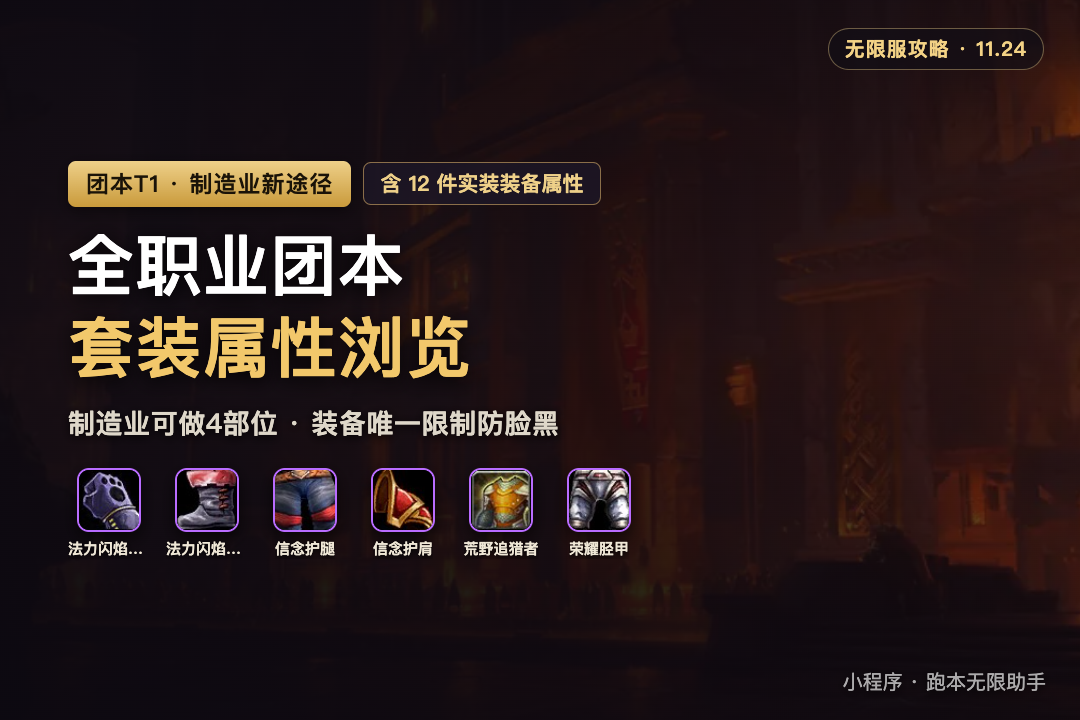 无限服攻略 · 11.24
团本T1 · 制造业新途径
含 12 件实装装备属性
全职业团本
套装属性浏览
制造业可做4部位 · 装备唯一限制防脸黑
法力闪焰...
法力闪焰...
信念护腿
信念护肩
荒野追猎者
荣耀胫甲
小程序 · 跑本无限助手